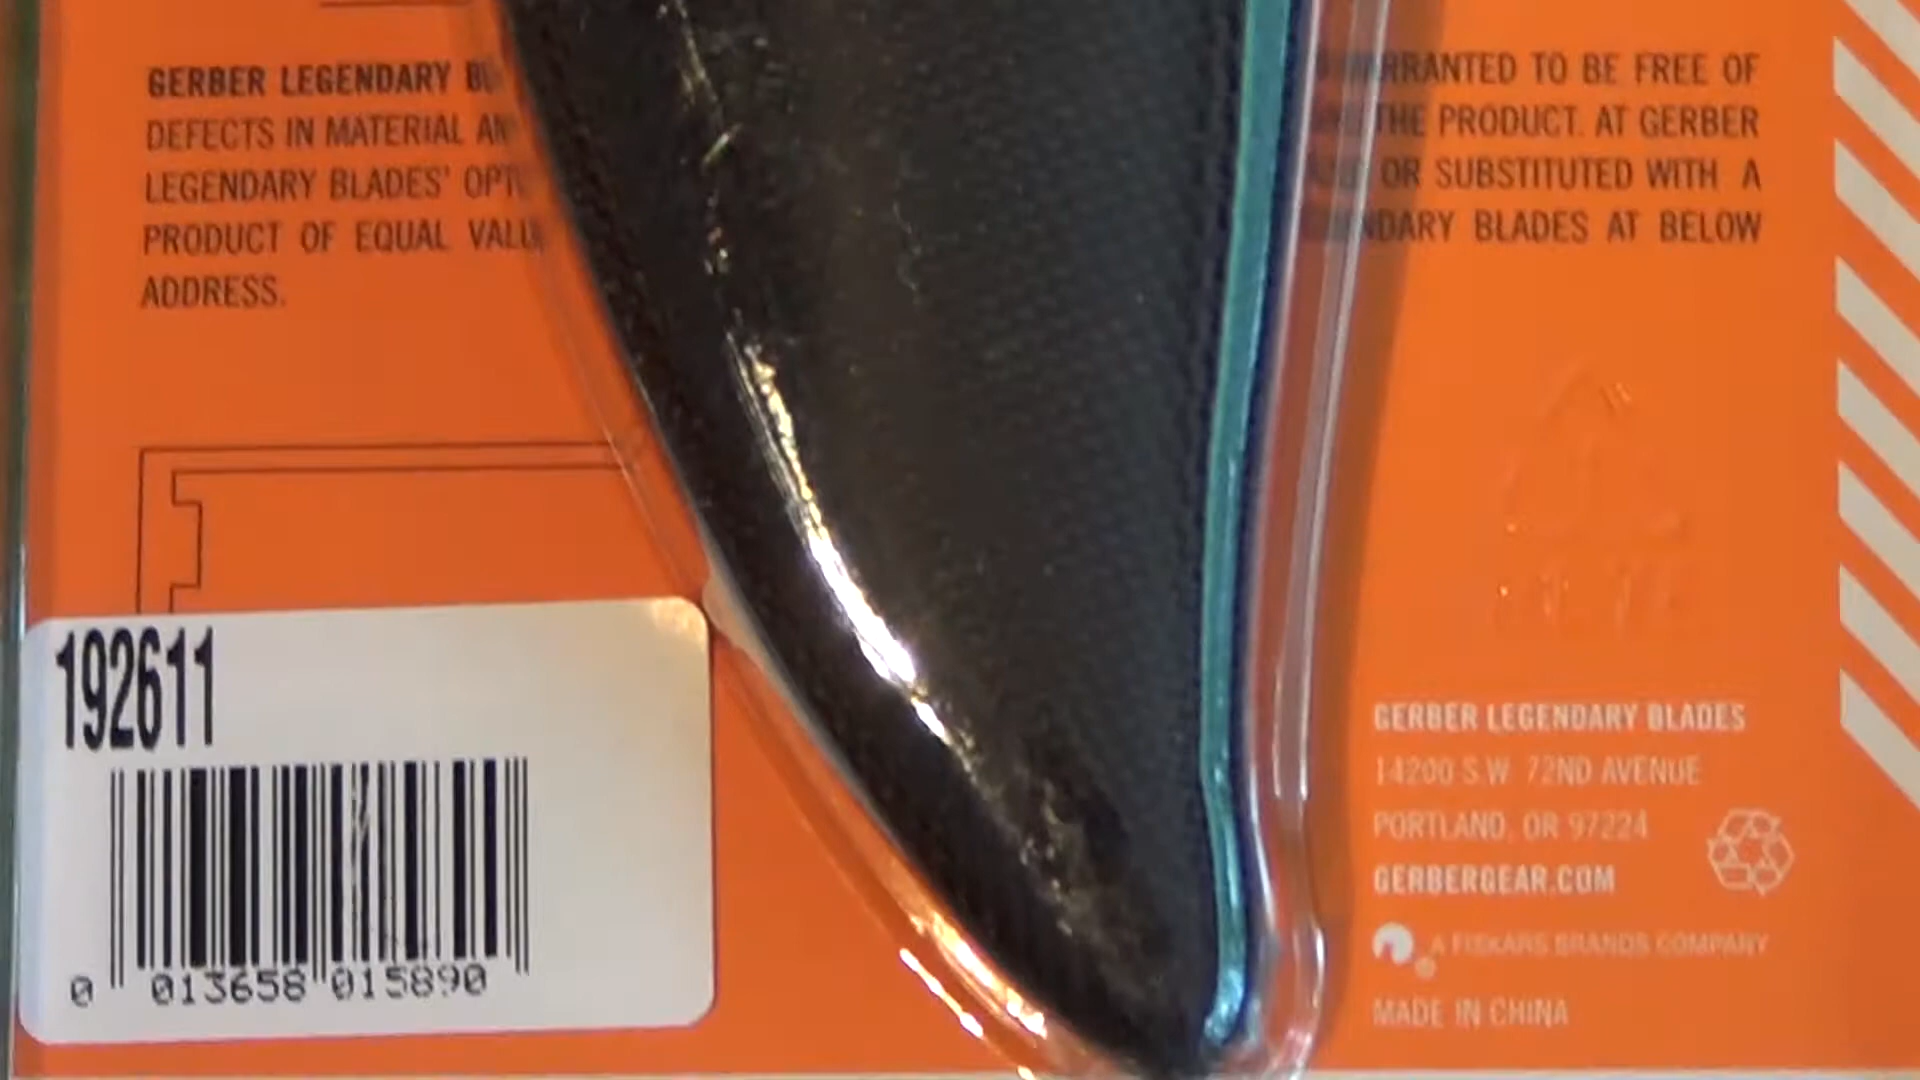 GERBER LEGENDARY
TO BE FREE OF
DEFECTS IN MATERIAL
THE PRODUCT. AT GERBER
LEGENDARY BLADES'
OR SUBSTITUTED WITH A
PRODUCT OF EQUAL
BLADES AT BELOW
ADDRESS.
192611
0 013658 015890
GERBER LEGENDARY BLADES
14200 S.W. 72ND AVENUE
PORTLAND, OR 97224
GERBERGEAR.COM
A FISKARS BRANDS COMPANY
MADE IN CHINA